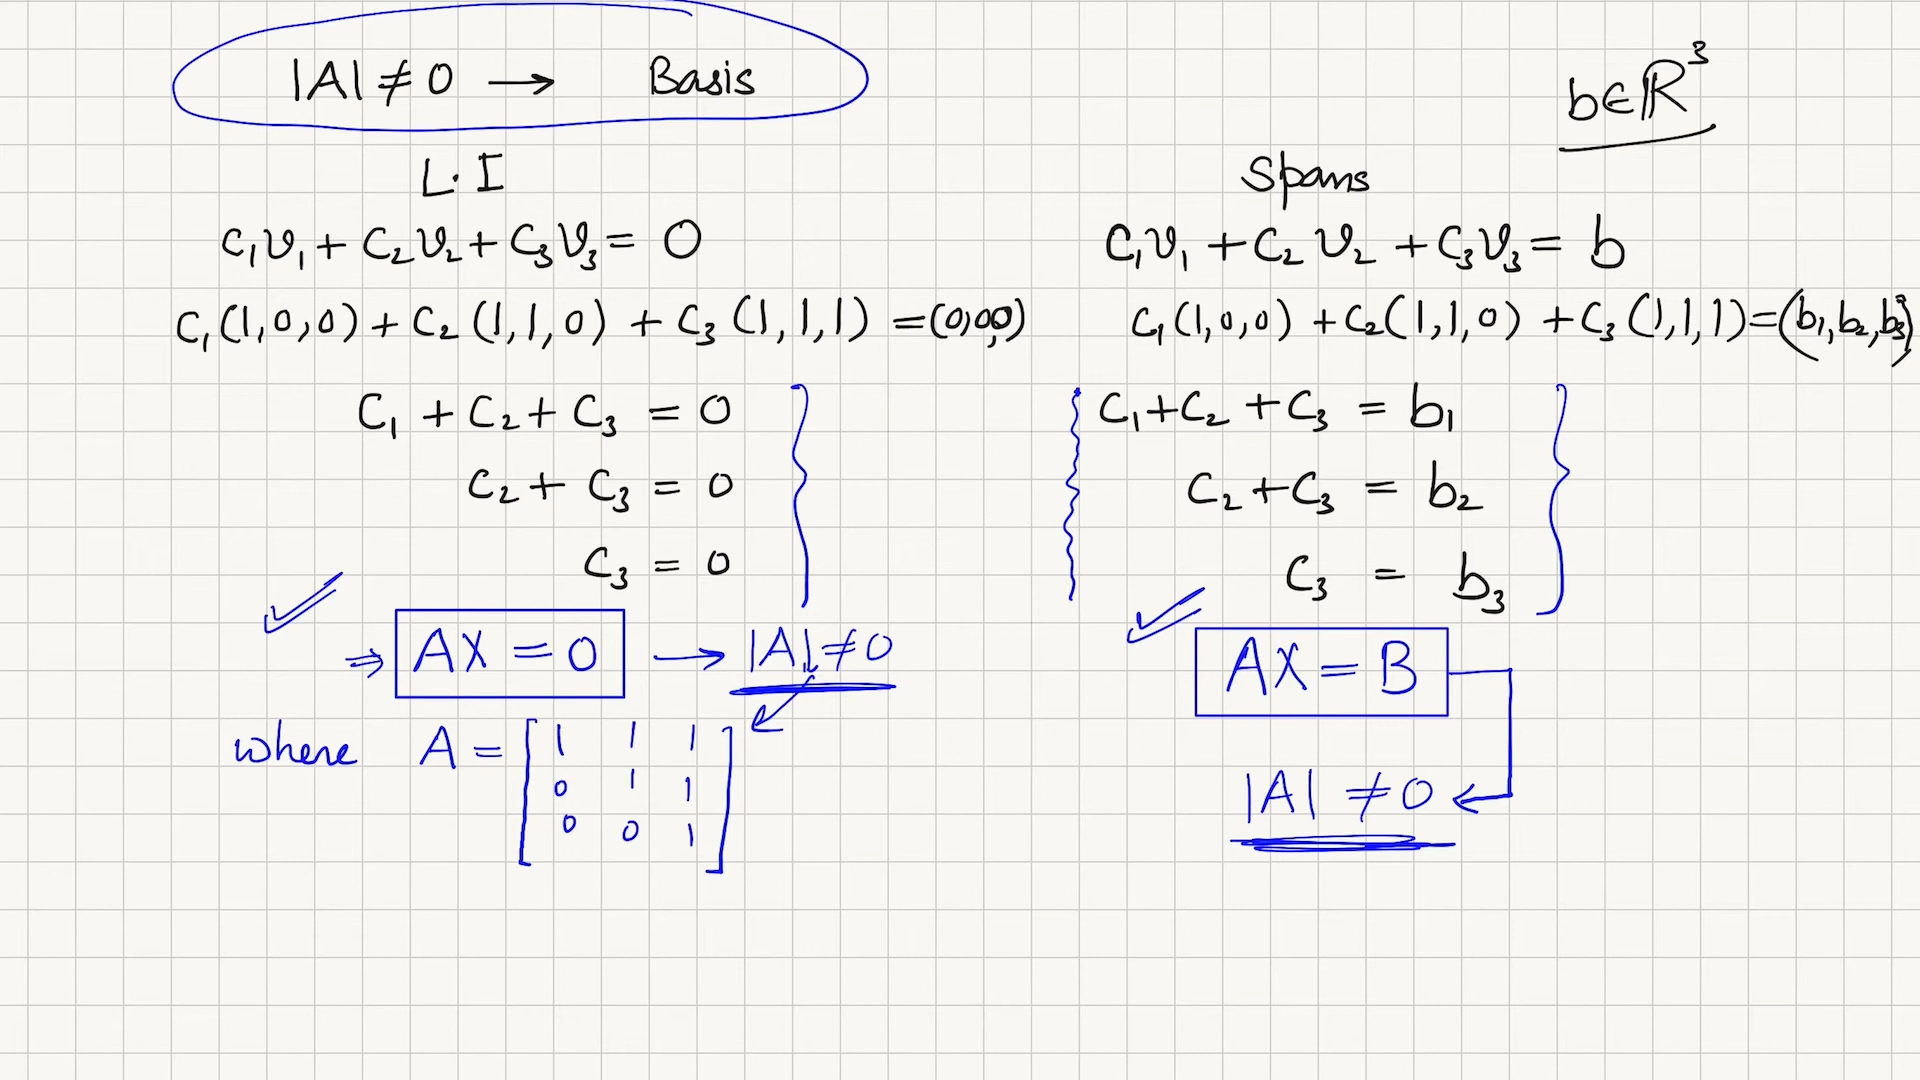 |A| ≠ 0 → Basis
b∈ℝ³
L.I
C₁v₁ + C₂v₂ + C₃v₃ = 0
C₁(1,0,0) + C₂(1,1,0) + C₃(1,1,1) = (0,0,0)
C₁ + C₂ + C₃ = 0
C₂ + C₃ = 0
C₃ = 0
⇒ AX = 0 → |A| ≠ 0
where A = [1 1 1
0 1 1
0 0 1]
Spans
C₁v₁ + C₂v₂ + C₃v₃ = b
C₁(1,0,0) + C₂(1,1,0) + C₃(1,1,1) = (b₁,b₂,b₃)
C₁ + C₂ + C₃ = b₁
C₂ + C₃ = b₂
C₃ = b₃
AX = B
|A| ≠ 0